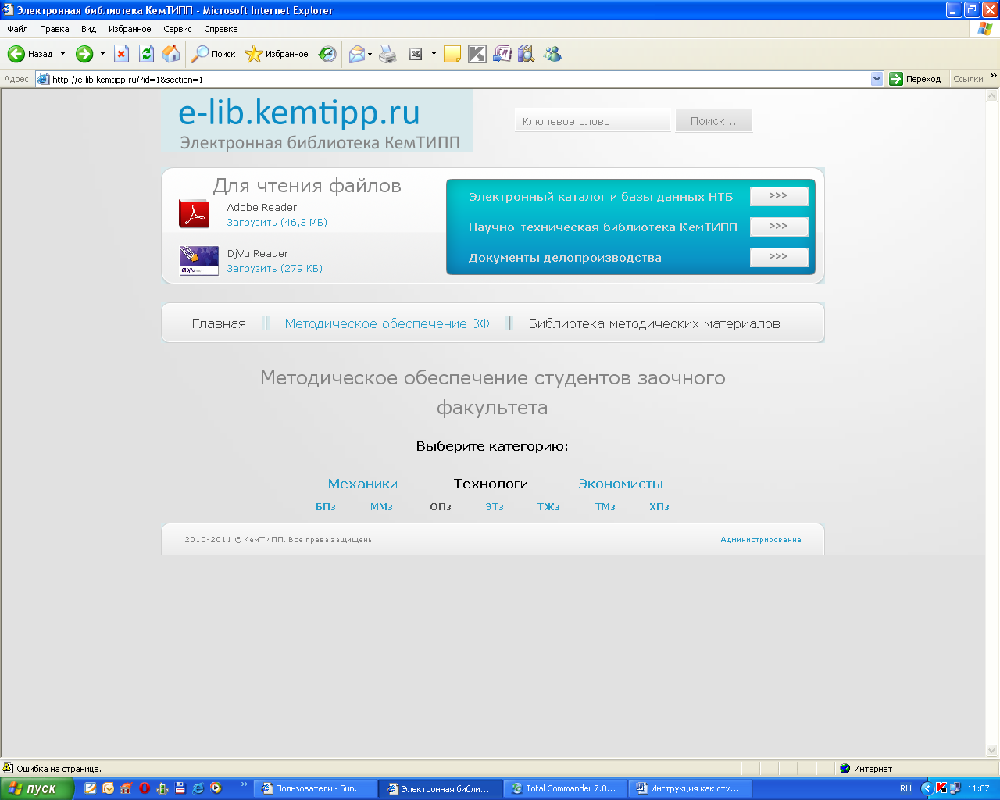 Электронная библиотека КемТИПП - Microsoft Internet Explorer
Файл Правка Вид Избранное Сервис Справка
Назад Поиск Избранное
Адрес: http://e-lib.kemtipp.ru/?id=1&section=1 Переход Ссылки »
e-lib.kemtipp.ru
Электронная библиотека КемТИПП
Ключевое слово Поиск...
Для чтения файлов
Adobe Reader
Загрузить (46,3 МБ)
DjVu Reader
Загрузить (279 КБ)
Электронный каталог и базы данных НТБ >>>
Научно-техническая библиотека КемТИПП >>>
Документы делопроизводства >>>
Главная Методическое обеспечение ЗФ Библиотека методических материалов
Методическое обеспечение студентов заочного
факультета
Выберите категорию:
Механики Технологи Экономисты
БПз ММз ОПз ЭТз ТЖз ТМз ХПз
2010-2011 © КемТИПП. Все права защищены Администрирование
Ошибка на странице. Интернет
пуск » Пользователи - Sun... Электронная библи... Total Commander 7.0... Инструкция как сту... RU 11:07